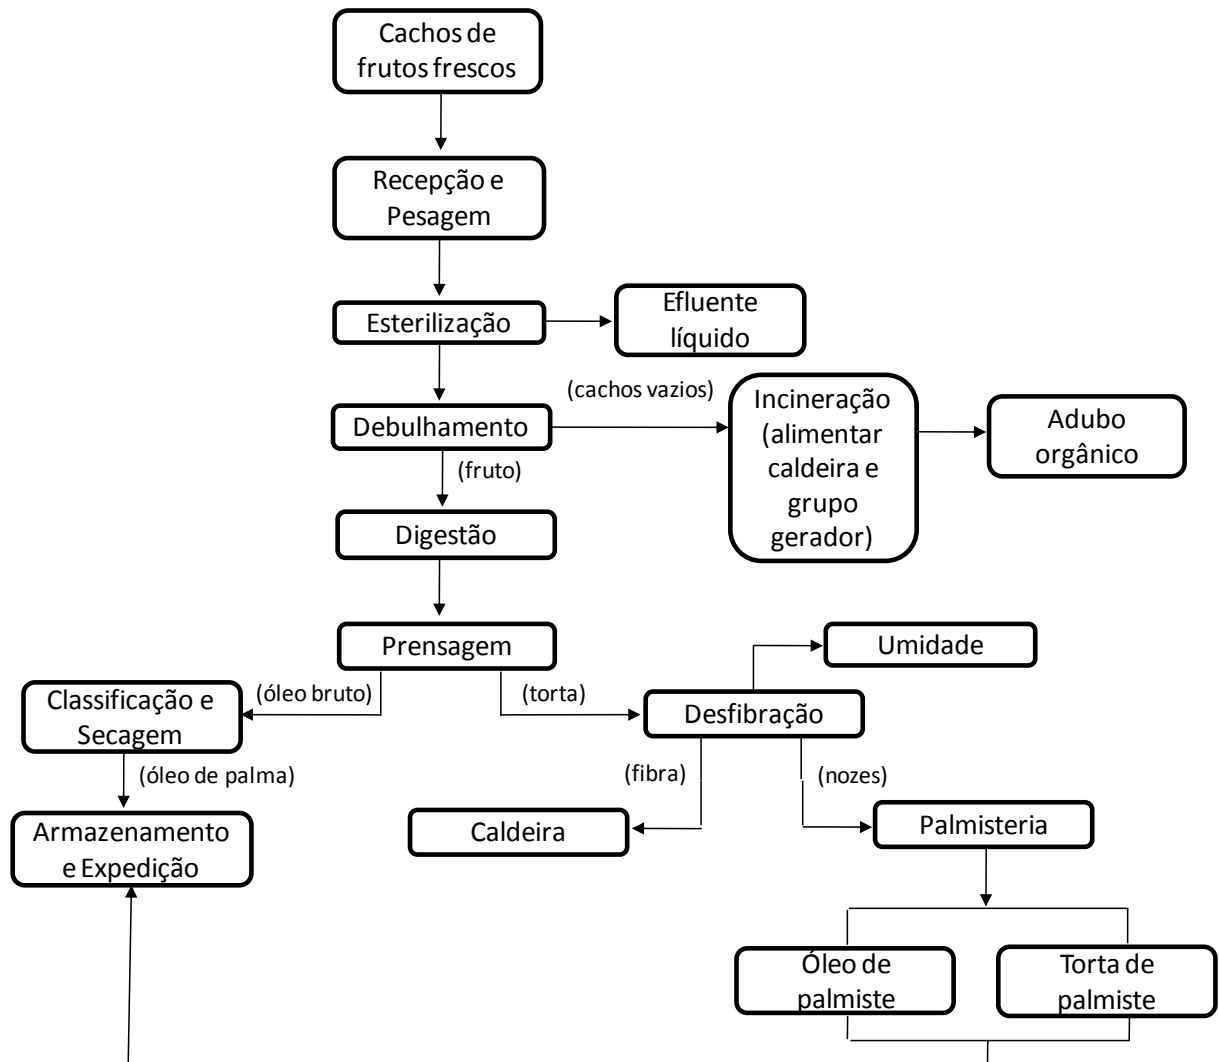 Cachos de
frutos frescos
Recepção e
Pesagem
Esterilização
Efluente
líquido
(cachos vazios)
Debulhamento
Incineração
(alimentar
caldeira e
grupo
gerador)
Adubo
orgânico
(fruto)
Digestão
Prensagem
Umidade
(óleo bruto)
(torta)
Classificação e
Secagem
Desfibração
(óleo de palma)
(fibra)
(nozes)
Armazenamento
e Expedição
Caldeira
Palmisteria
Óleo de
palmiste
Torta de
palmiste